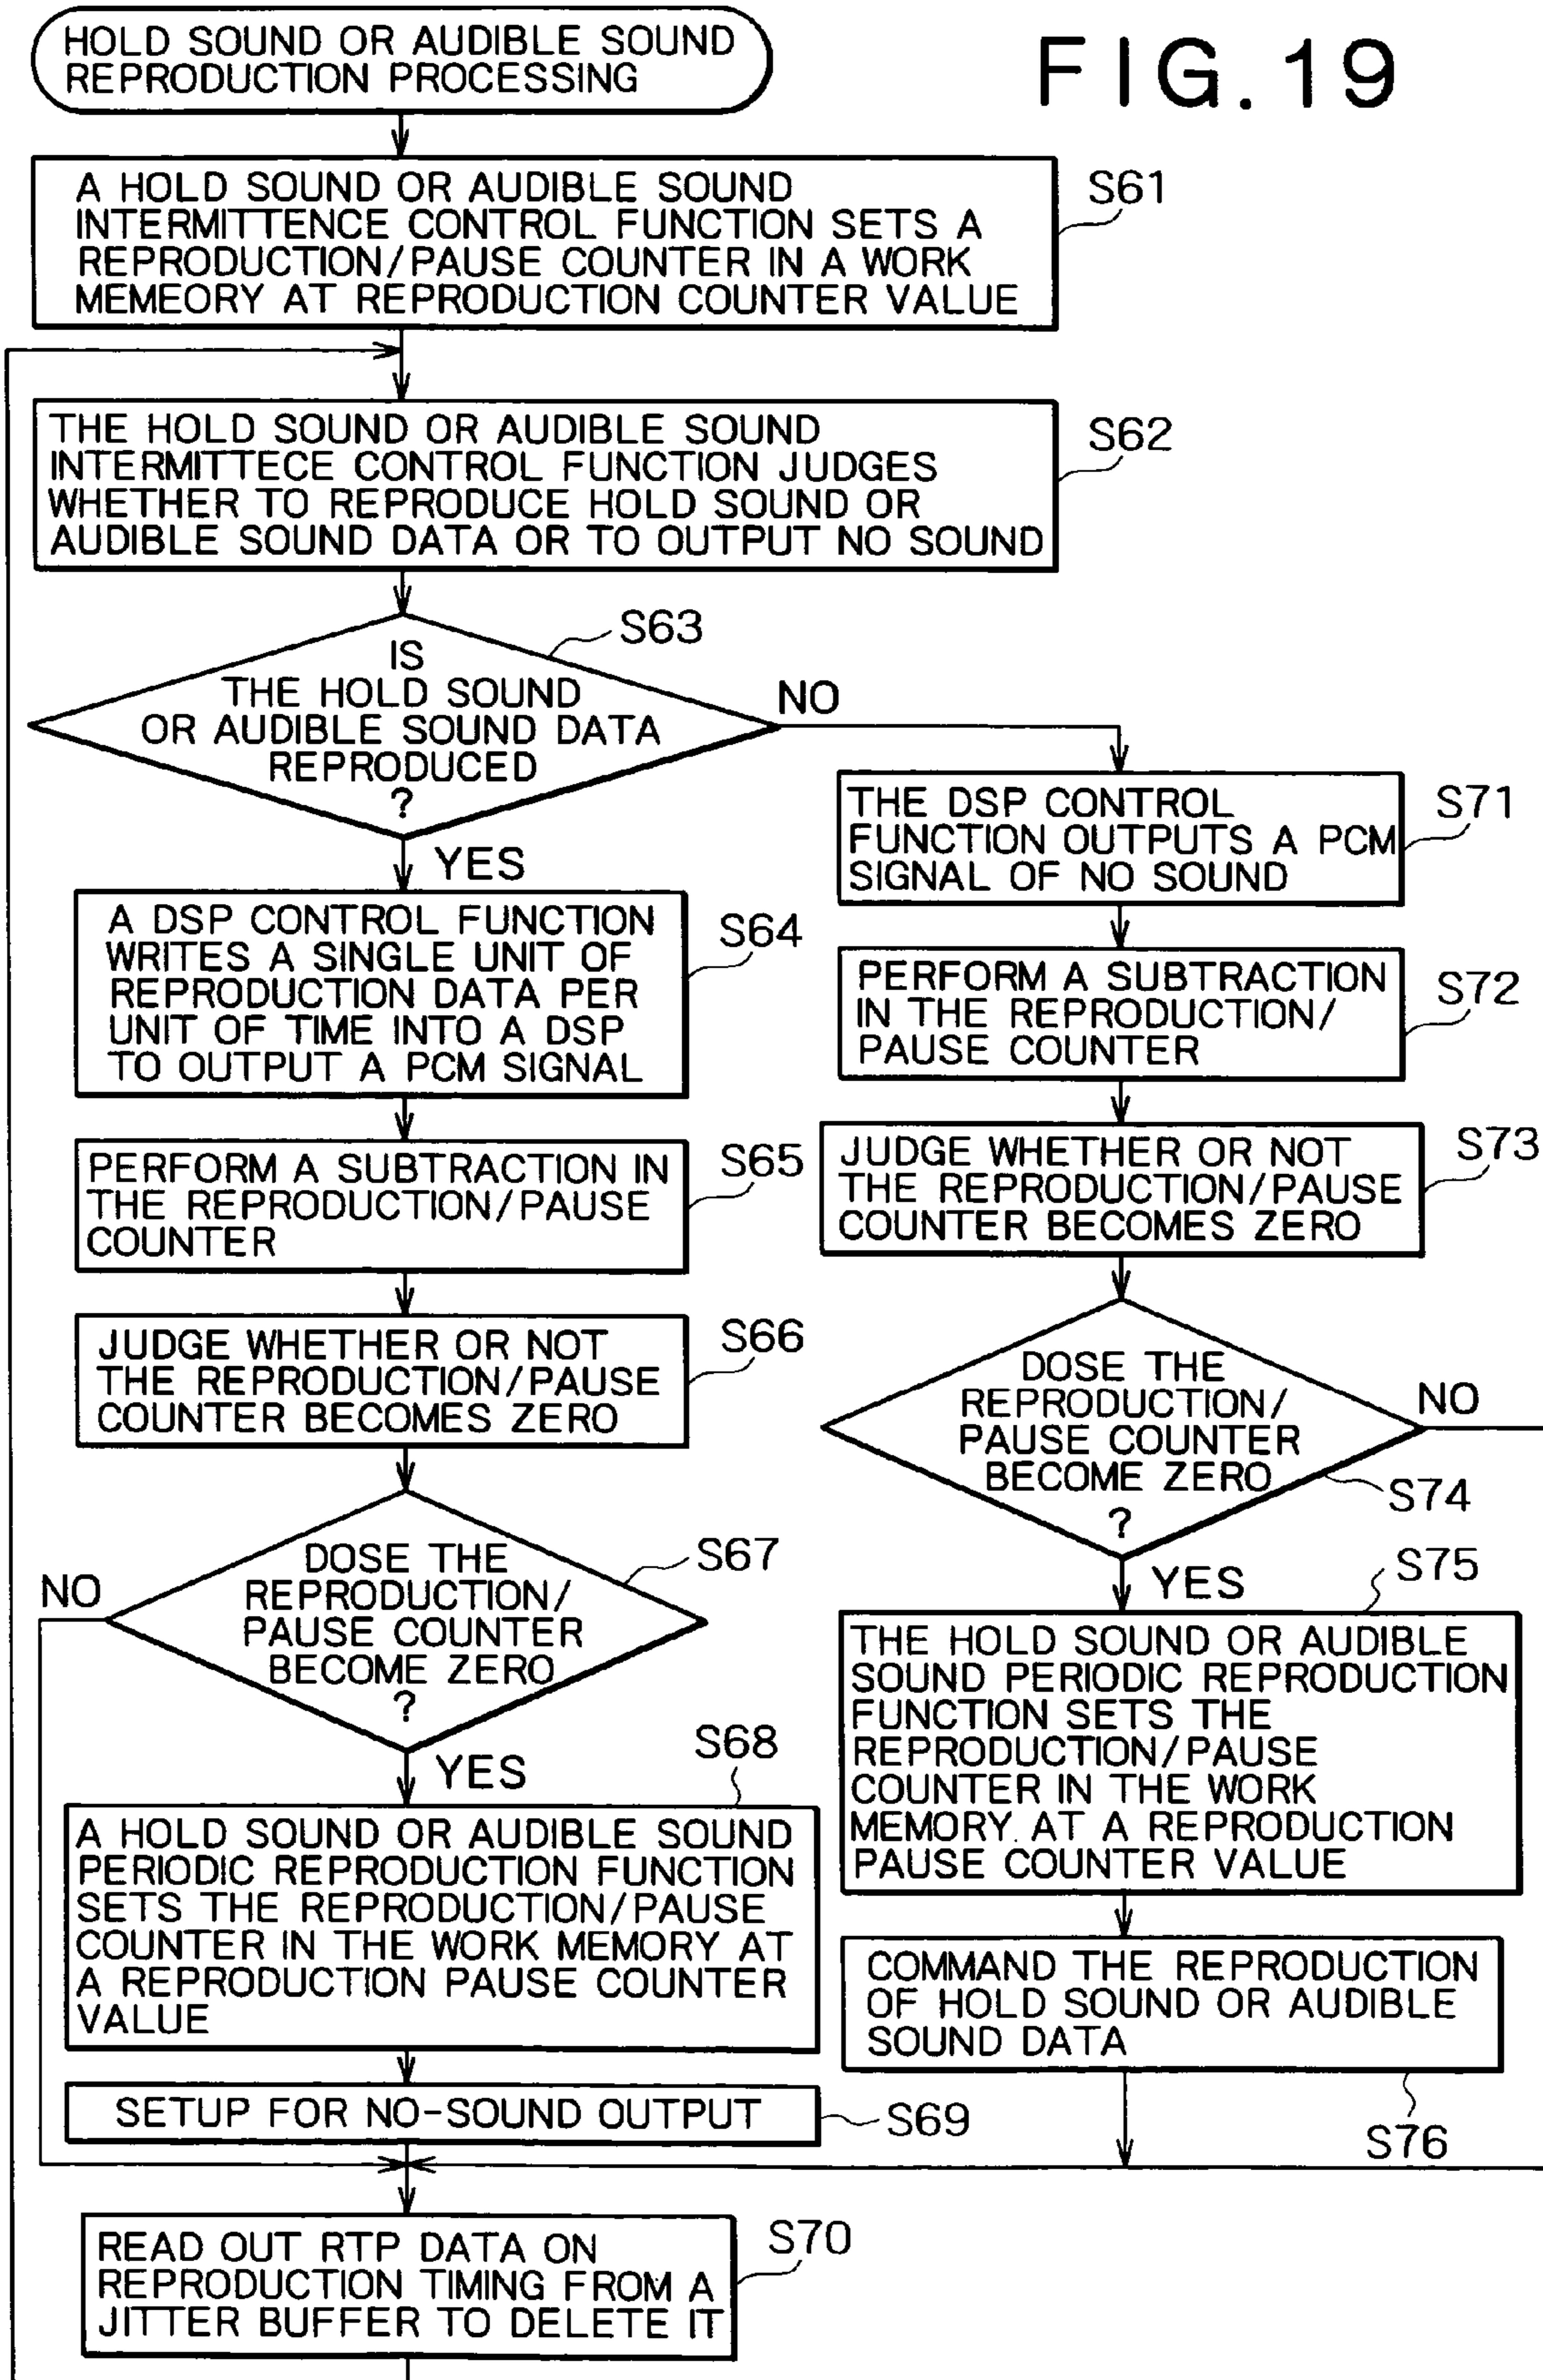 FIG.19
HOLD SOUND OR AUDIBLE SOUND
REPRODUCTION PROCESSING
A HOLD SOUND OR AUDIBLE SOUND
INTERMITTENCE CONTROL FUNCTION SETS A
REPRODUCTION/PAUSE COUNTER IN A WORK
MEMEORY AT REPRODUCTION COUNTER VALUE
S61
THE HOLD SOUND OR AUDIBLE SOUND
INTERMITTECE CONTROL FUNCTION JUDGES
WHETHER TO REPRODUCE HOLD SOUND OR
AUDIBLE SOUND DATA OR TO OUTPUT NO SOUND
S62
IS
THE HOLD SOUND
OR AUDIBLE SOUND DATA
REPRODUCED
?
S63
NO
YES
A DSP CONTROL FUNCTION
WRITES A SINGLE UNIT OF
REPRODUCTION DATA PER
UNIT OF TIME INTO A DSP
TO OUTPUT A PCM SIGNAL
S64
PERFORM A SUBTRACTION IN
THE REPRODUCTION/PAUSE
COUNTER
S65
JUDGE WHETHER OR NOT
THE REPRODUCTION/PAUSE
COUNTER BECOMES ZERO
S66
DOSE THE
REPRODUCTION/
PAUSE COUNTER
BECOME ZERO
?
S67
NO
YES
A HOLD SOUND OR AUDIBLE SOUND
PERIODIC REPRODUCTION FUNCTION
SETS THE REPRODUCTION/PAUSE
COUNTER IN THE WORK MEMORY AT
A REPRODUCTION PAUSE COUNTER
VALUE
S68
SETUP FOR NO-SOUND OUTPUT
S69
THE DSP CONTROL
FUNCTION OUTPUTS A PCM
SIGNAL OF NO SOUND
S71
PERFORM A SUBTRACTION
IN THE REPRODUCTION/
PAUSE COUNTER
S72
JUDGE WHETHER OR NOT
THE REPRODUCTION/PAUSE
COUNTER BECOMES ZERO
S73
DOSE THE
REPRODUCTION/
PAUSE COUNTER
BECOME ZERO
?
NO
S74
YES
S75
THE HOLD SOUND OR AUDIBLE
SOUND PERIODIC REPRODUCTION
FUNCTION SETS THE
REPRODUCTION/PAUSE
COUNTER IN THE WORK
MEMORY AT A REPRODUCTION
PAUSE COUNTER VALUE
COMMAND THE REPRODUCTION
OF HOLD SOUND OR AUDIBLE
SOUND DATA
S76
READ OUT RTP DATA ON
REPRODUCTION TIMING FROM A
JITTER BUFFER TO DELETE IT
S70